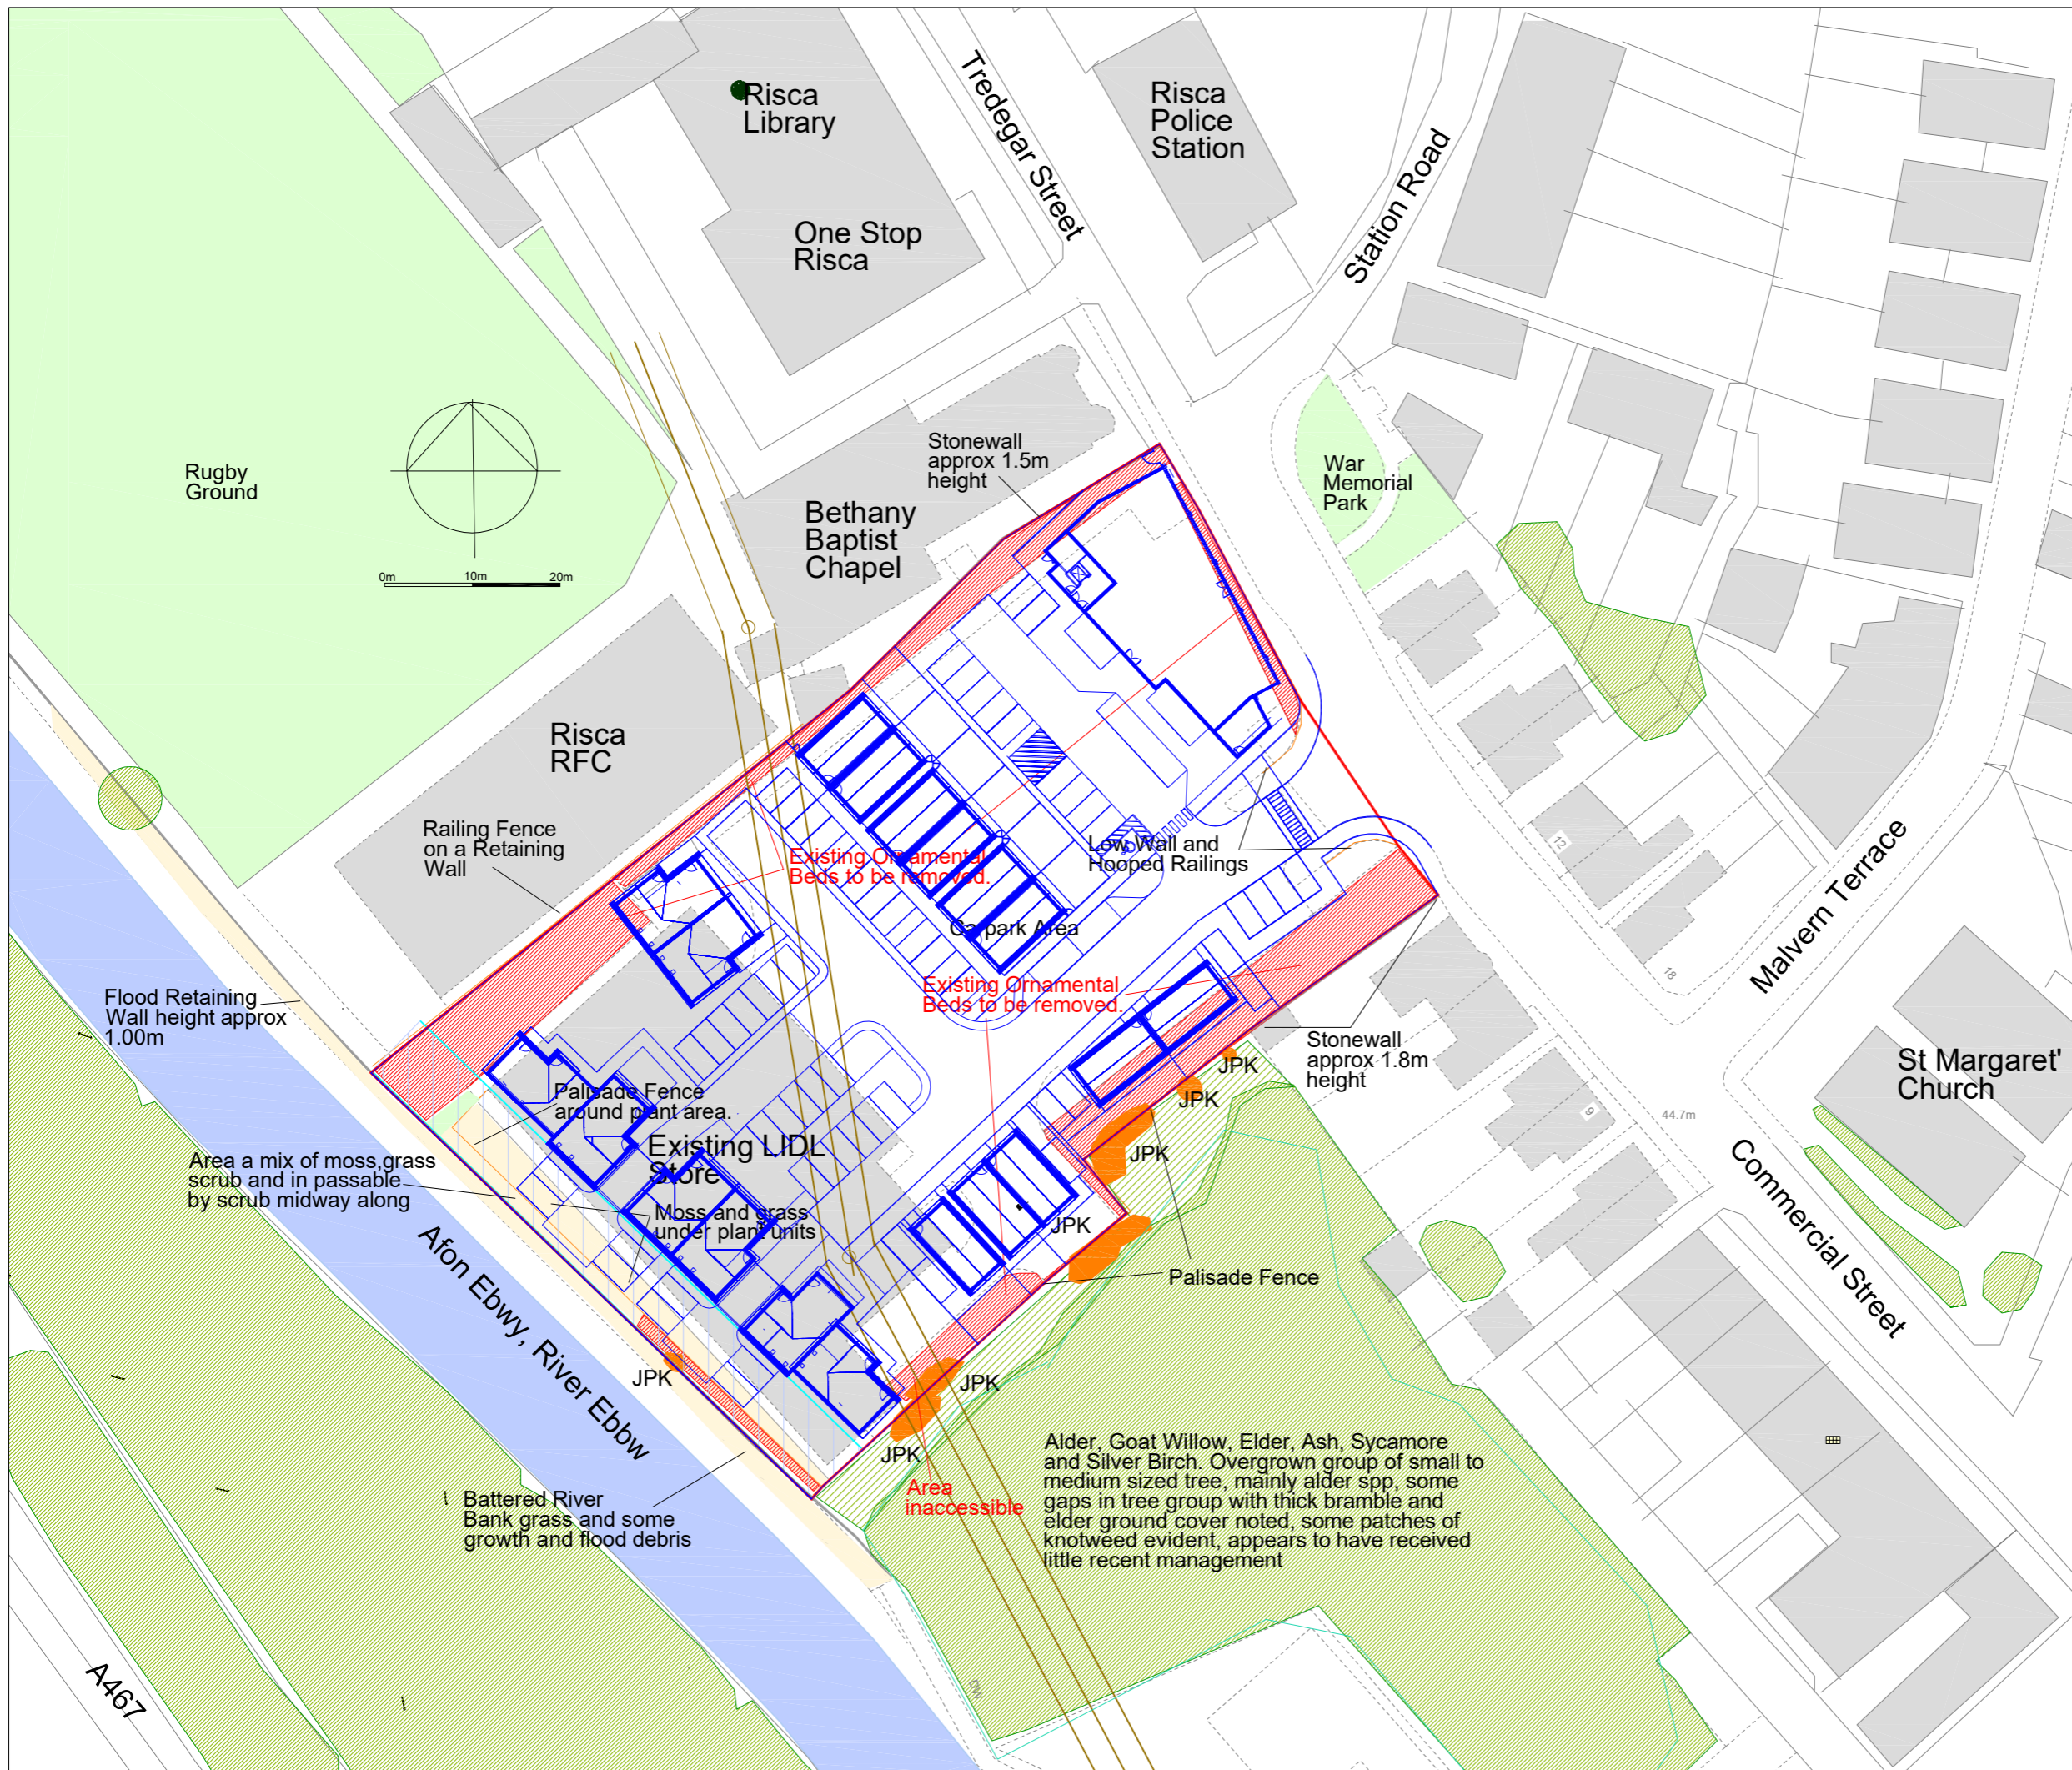 Risca
Library
Tredegar Street
Risca
Police
Station
Station Road
One Stop
Risca
Rugby
Ground
0m 10m 20m
Stonewall
approx 1.5m
height
War
Memorial
Park
Bethany
Baptist
Chapel
Risca
RFC
Railing Fence
on a Retaining
Wall
Existing Ornamental
Beds to be removed.
Low Wall and
Hooped Railings
12
Malvern Terrace
Carpark Area
18
Flood Retaining
Wall height approx
1.00m
Existing Ornamental
Beds to be removed.
Stonewall
approx 1.8m
height
St Margaret'
Church
JPK
JPK
Palisade Fence
around plant area.
9
44.7m
Existing LIDL
Store
JPK
Area a mix of moss,grass
scrub and in passable
by scrub midway along
Moss and grass
under plant units
JPK
Commercial Street
Afon Ebwy, River Ebbw
Palisade Fence
JPK
JPK
JPK
Alder, Goat Willow, Elder, Ash, Sycamore
and Silver Birch. Overgrown group of small to
medium sized tree, mainly alder spp, some
gaps in tree group with thick bramble and
elder ground cover noted, some patches of
knotweed evident, appears to have received
little recent management
Area
inaccessible
Battered River
Bank grass and some
growth and flood debris
A467
DW